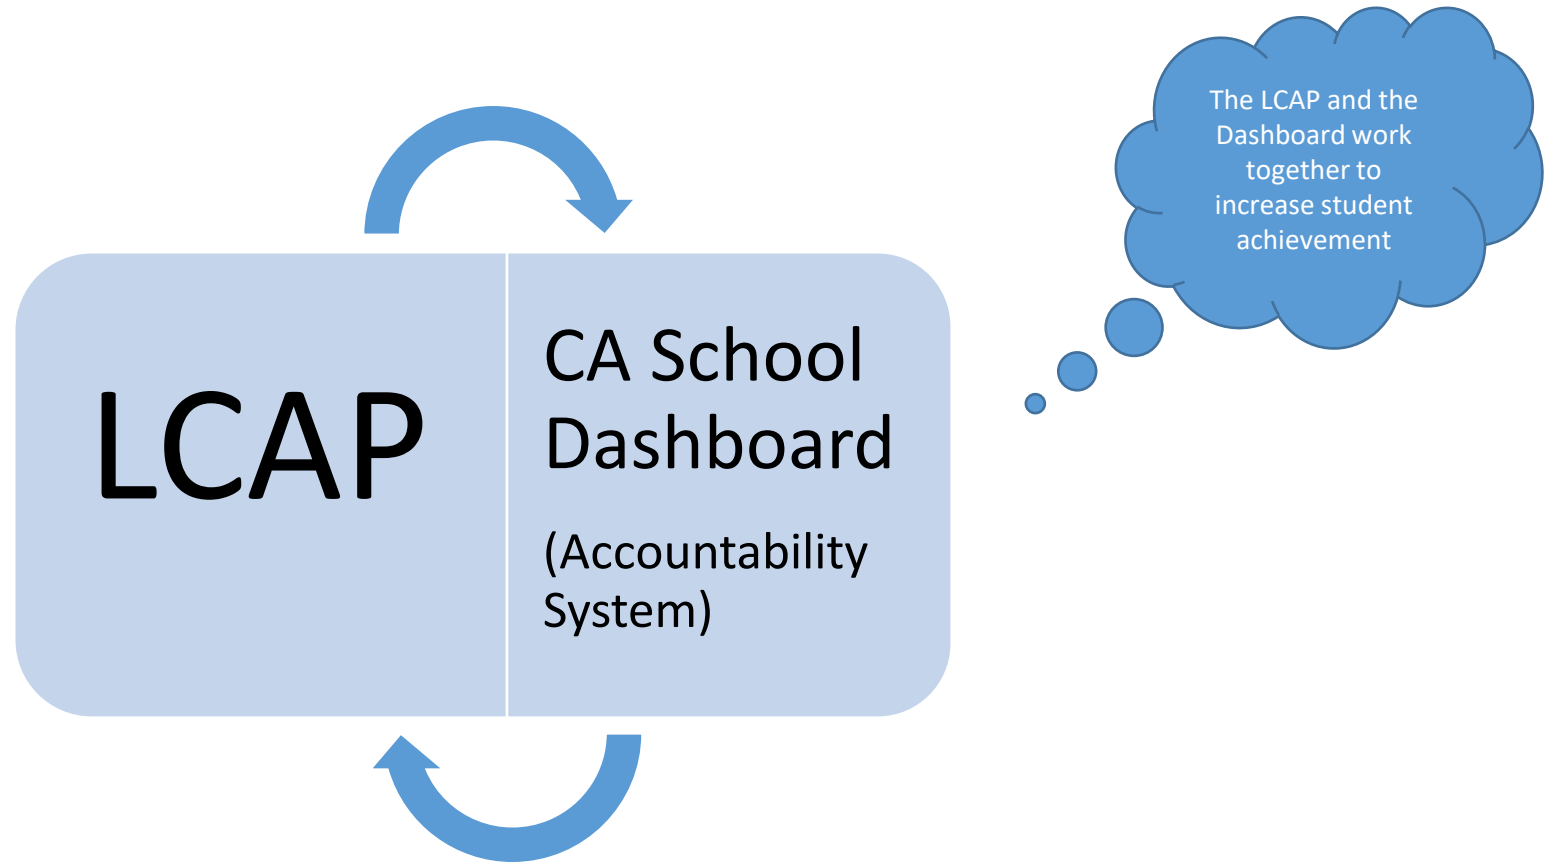 LCAP
CA School
Dashboard
(Accountability
System)
The LCAP and the
Dashboard work
together to
increase student
achievement